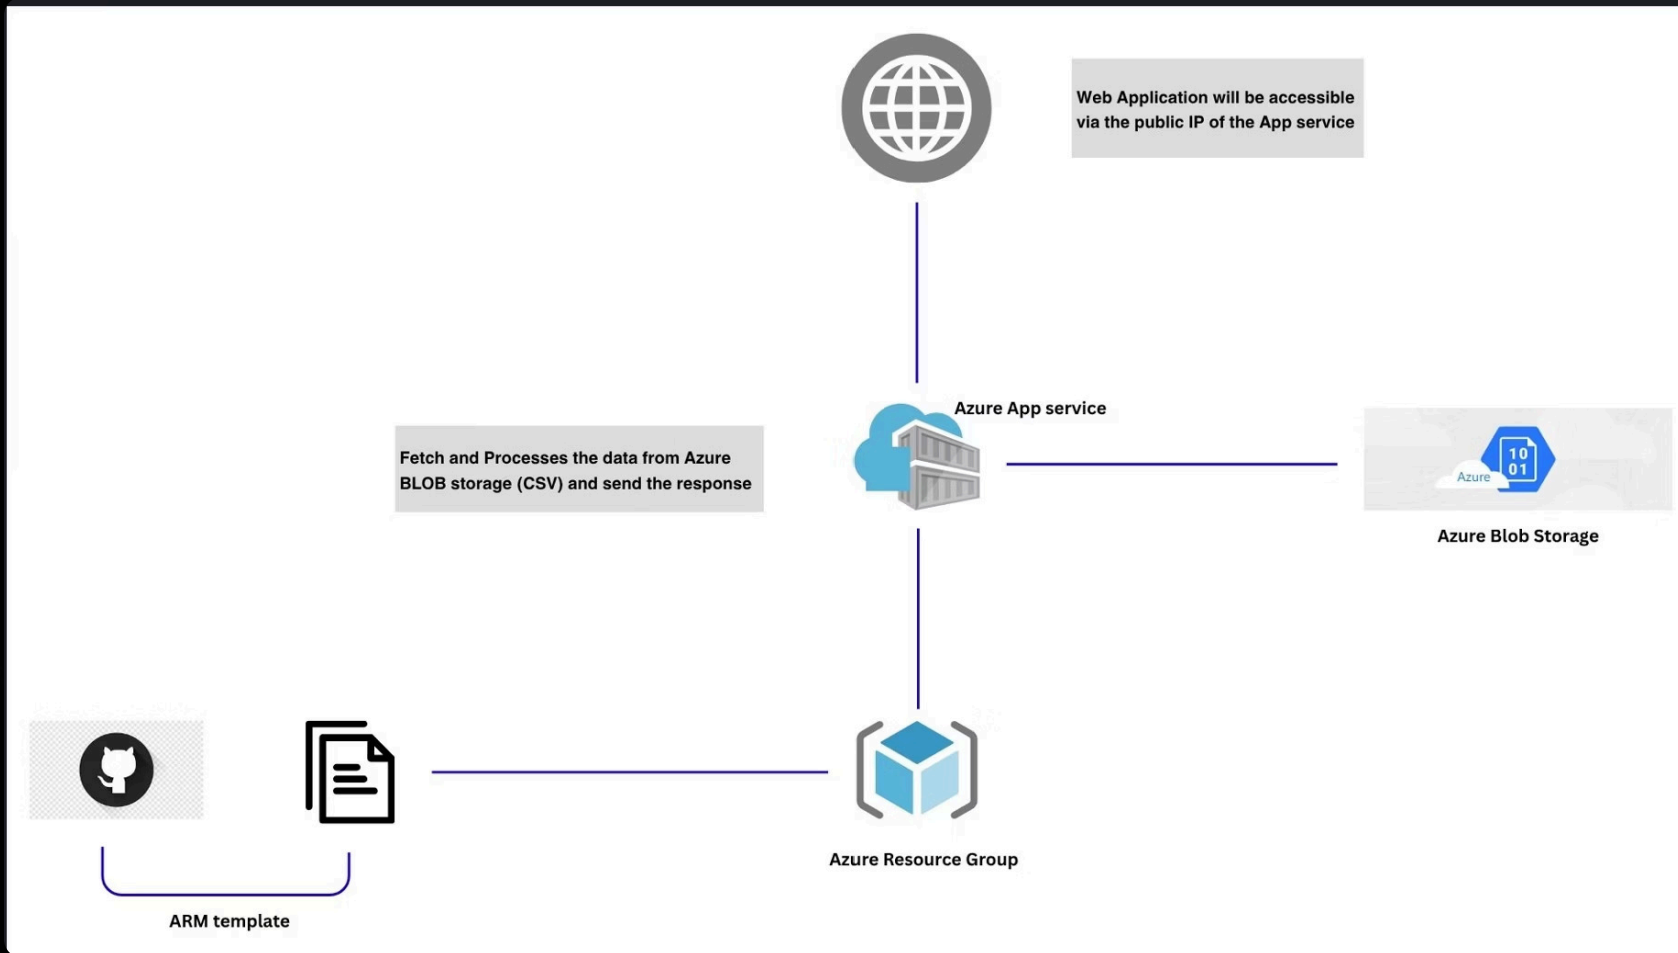 Web Application will be accessible
via the public IP of the App service
Azure App service
Fetch and Processes the data from Azure
BLOB storage (CSV) and send the response
10
01
Azure
Azure Blob Storage
Azure Resource Group
ARM template